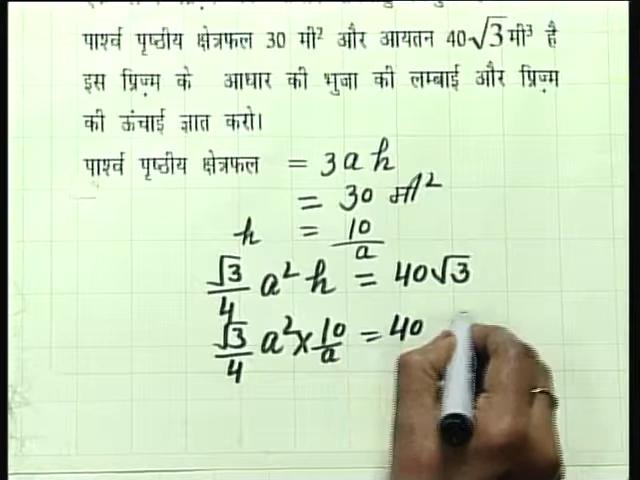 पार्श्व पृष्ठीय क्षेत्रफल 30 मी² और आयतन 40√3 मी³ है
इस प्रिज़्म के आधार की भुजा की लम्बाई और प्रिज़्म
की ऊंचाई ज्ञात करो।
पार्श्व पृष्ठीय क्षेत्रफल = 3ah
= 30 मी²
h = 10/a
√3/4 a² h = 40√3
√3/4 a² × 10/a = 40